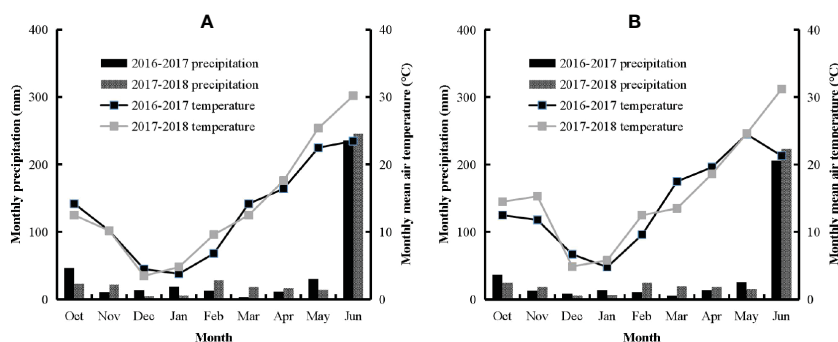 A
400
300
200
100
0
Monthly precipitation (mm)
2016-2017 precipitation
2017-2018 precipitation
2016-2017 temperature
2017-2018 temperature
40
30
20
10
0
Monthly mean air temperature (°C)
Oct Nov Dec Jan Feb Mar Apr May Jun
Month
B
400
300
200
100
0
Monthly precipitation (mm)
2016-2017 precipitation
2017-2018 precipitation
2016-2017 temperature
2017-2018 temperature
40
30
20
10
0
Monthly mean air temperature (°C)
Oct Nov Dec Jan Feb Mar Apr May Jun
Month